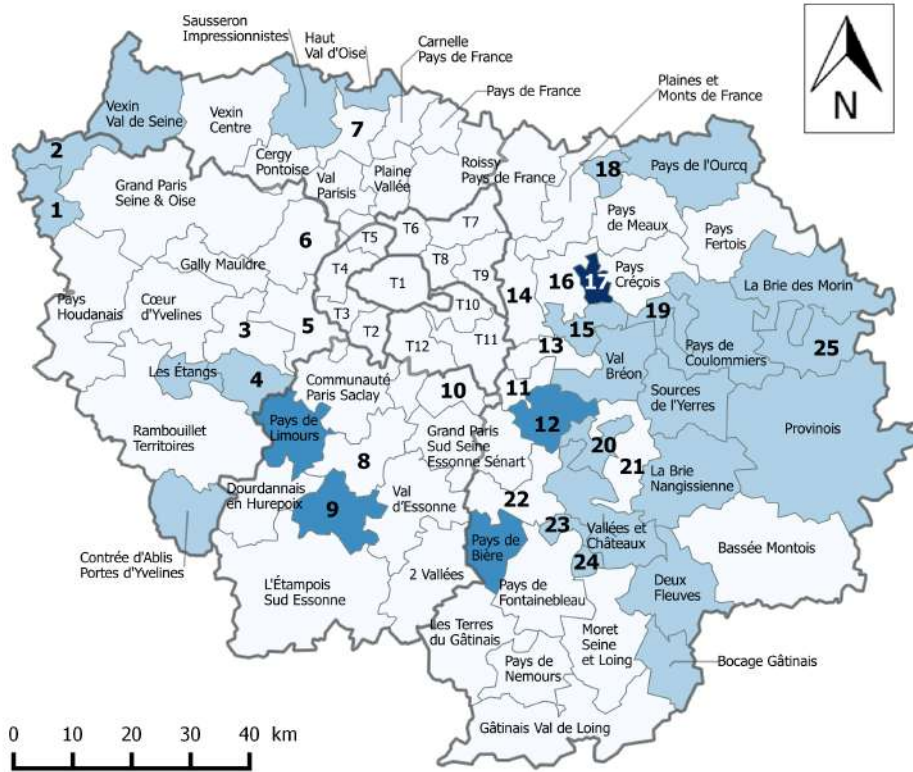 Sausseron
Impressionnistes
Haut
Val d'Oise
Carnelle
Pays de France
Pays de France
Plaines et
Monts de France
N
Vexin
Val de Seine
Vexin
Centre
7
2
Cergy
Pontoise
Val
Parisis
Plaine
Vallée
Roissy
Pays de France
18
Pays de l'Ourcq
Grand Paris
Seine & Oise
1
Pays
de Meaux
Pays
Fertois
6
T5
T6
T7
Gally Mauldre
T4
T8
T1
T9
16
17
Pays
Créçois
La Brie des Morin
Pays
Houdanais
Cœur
d'Yvelines
3
5
T3
T2
T10
T12
T11
14
15
19
13
25
Pays de
Coulommiers
Val
Bréon
Les Étangs
4
Communauté
Paris Saclay
10
11
Sources
de l'Yerres
Rambouillet
Territoires
Pays de
Limours
8
Grand Paris
Sud Seine
Essonne Sénart
12
20
21
Provinois
La Brie
Nangissienne
Dourdannais
en Hurepoix
9
Val
d'Essonne
22
23
Vallées et
Châteaux
24
Bassée Montois
Contrée d'Ablis
Portes d'Yvelines
Pays de
Bière
L'Étampois
Sud Essonne
2 Vallées
Pays de
Fontainebleau
Deux
Fleuves
Les Terres
du Gâtinais
Moret
Seine
et Loing
Bocage Gâtinais
Pays de
Nemours
Gâtinais Val de Loing
0 10 20 30 40 km